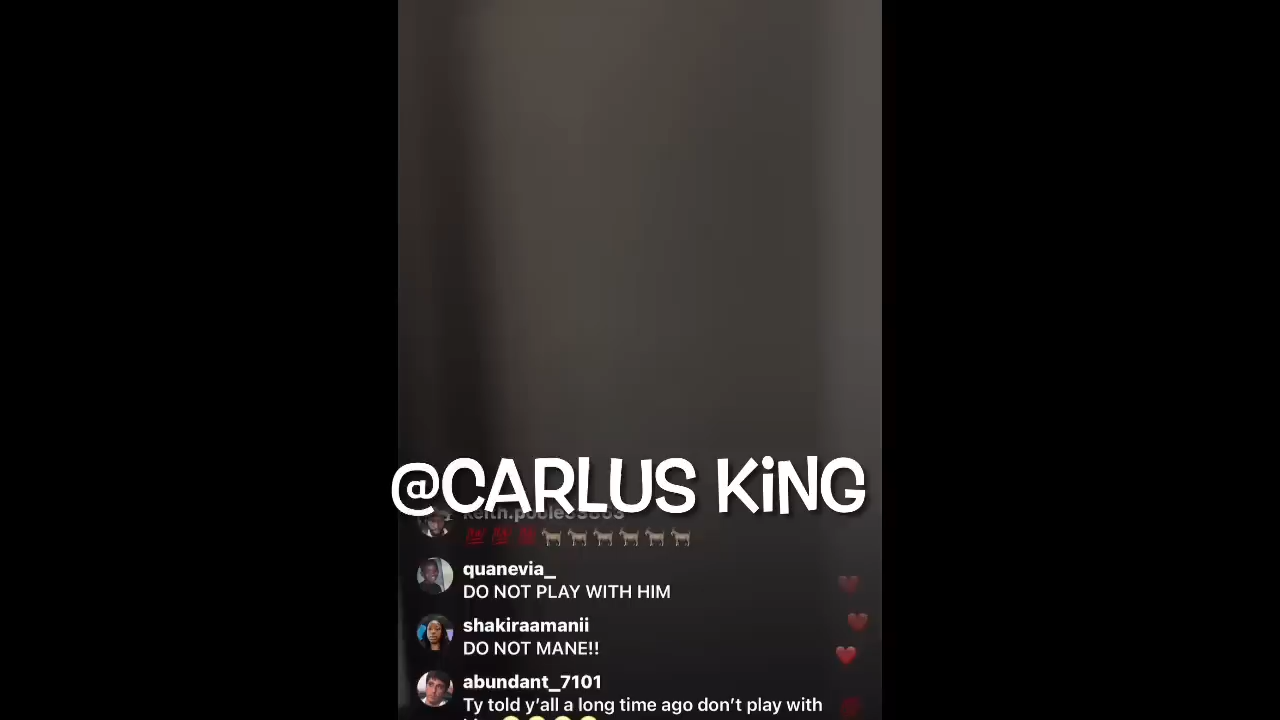 @CARLUS KiNG
💯💯💯🐐🐐🐐🐐🐐🐐
quanevia_
DO NOT PLAY WITH HIM
shakiraamanii
DO NOT MANE!!
abundant_7101
Ty told y’all a long time ago don’t play with